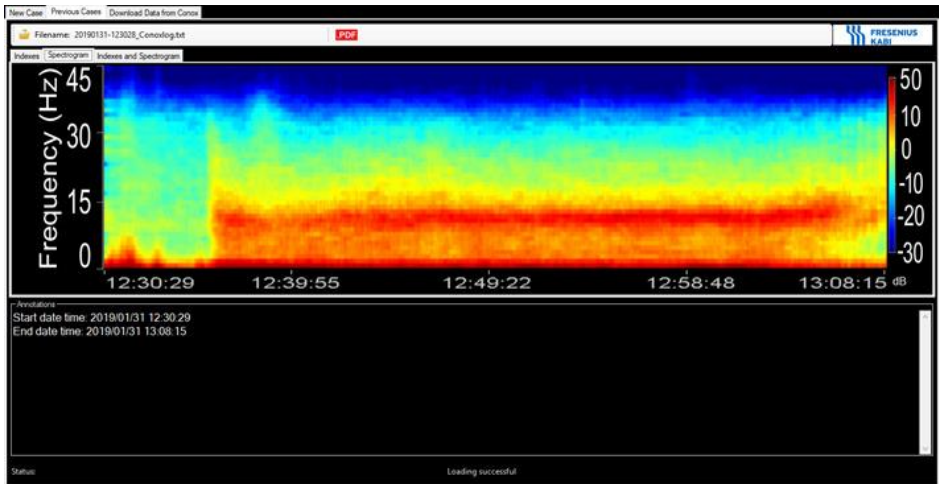 New Case Previous Cases Download Data from Conox
Filename: 20190131-123028_Conoxlog.txt PDF FRESENIUS
KABI
Indexes Spectrogram Indexes and Spectrogram
Frequency (Hz)
45
30
15
0
50
10
0
-10
-20
-30
12:30:29 12:39:55 12:49:22 12:58:48 13:08:15 dB
Annotations
Start date time: 2019/01/31 12:30:29
End date time: 2019/01/31 13:08:15
Status: Loading successful